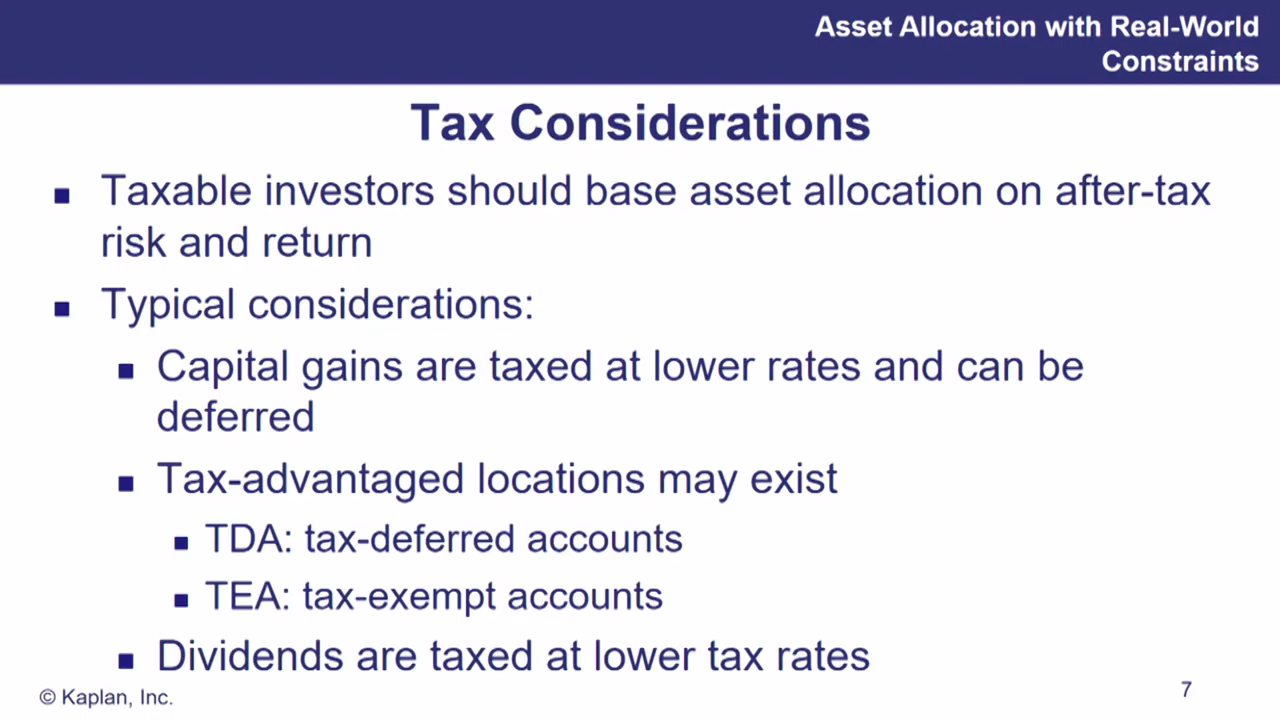 Asset Allocation with Real-World
Constraints
Tax Considerations
Taxable investors should base asset allocation on after-tax
risk and return
Typical considerations:
Capital gains are taxed at lower rates and can be
deferred
Tax-advantaged locations may exist
TDA: tax-deferred accounts
TEA: tax-exempt accounts
Dividends are taxed at lower tax rates
© Kaplan, Inc.
7